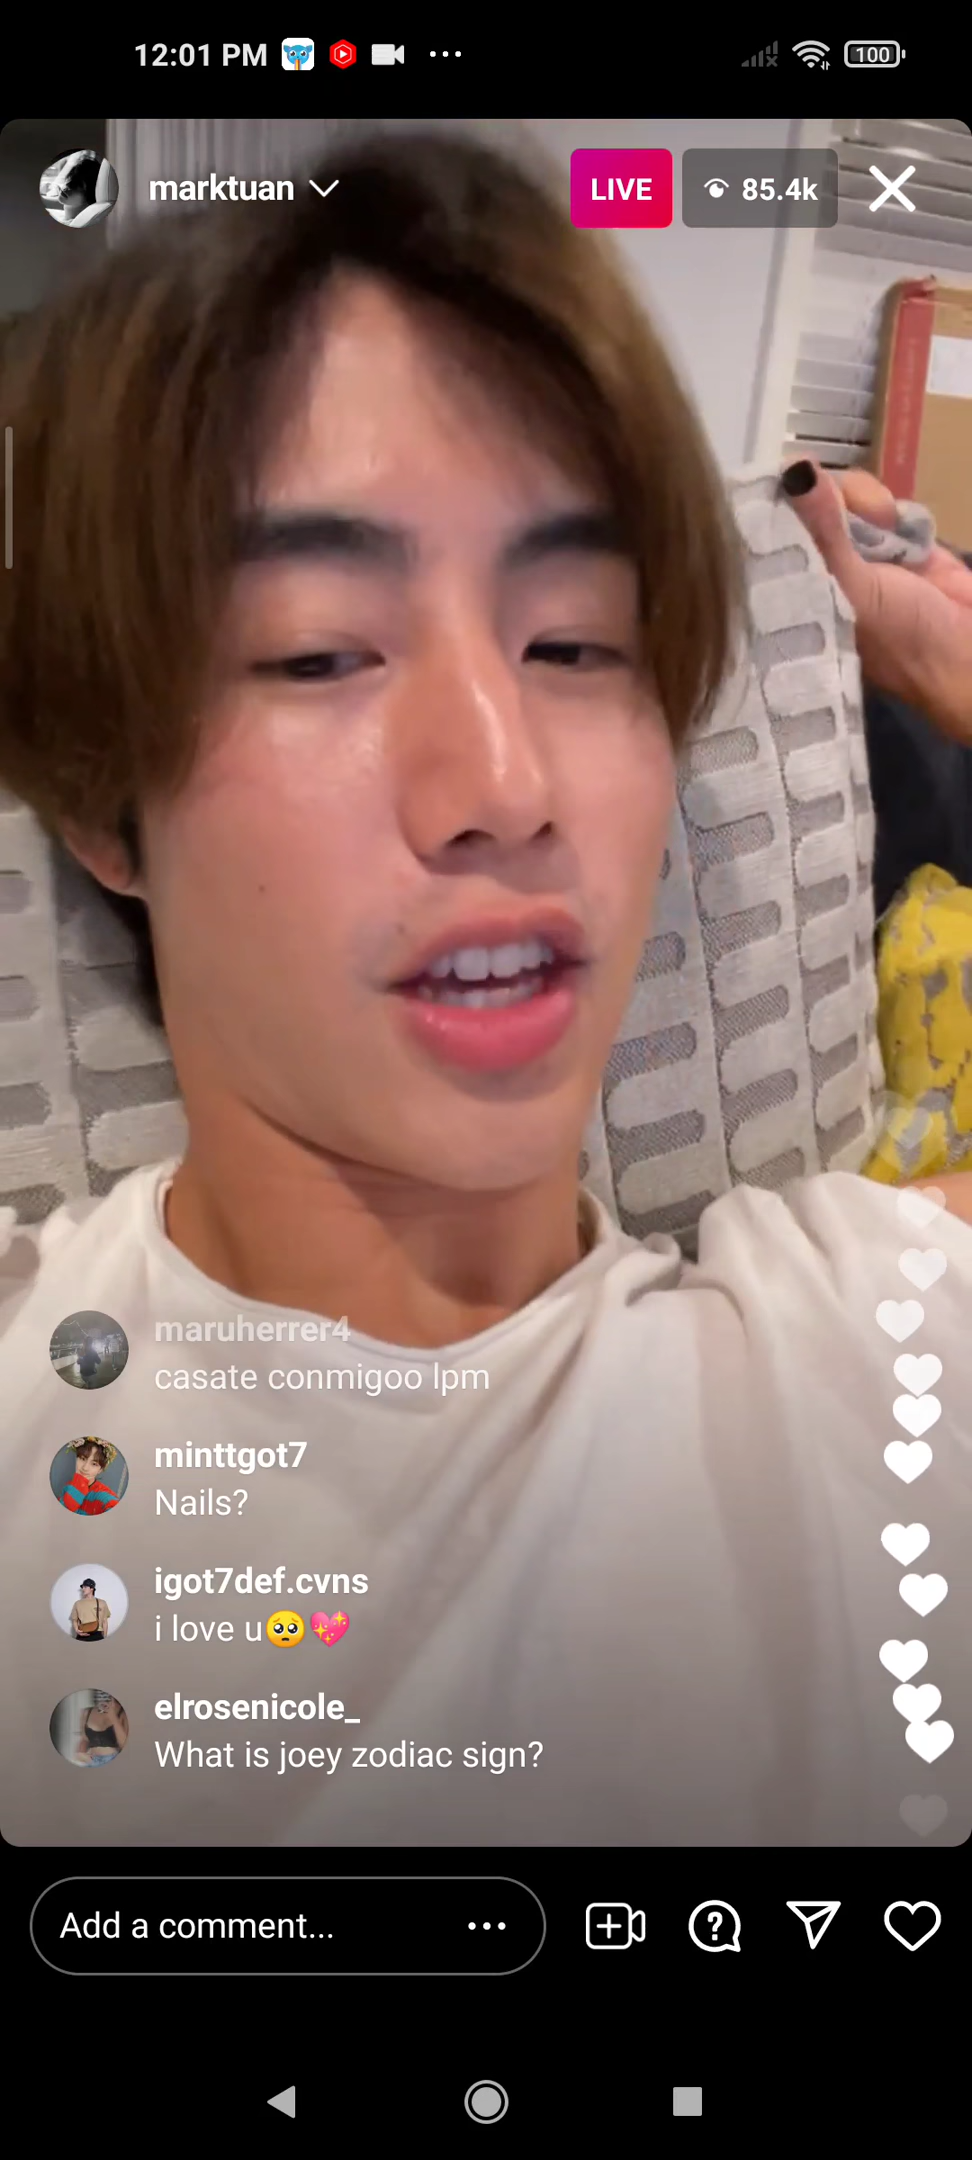 12:01 PM
100
marktuan
LIVE
85.4k
maruherrer4
casate conmigoo lpm
minttgot7
Nails?
igot7def.cvns
i love u🥺💖
elrosenicole_
What is joey zodiac sign?
Add a comment...